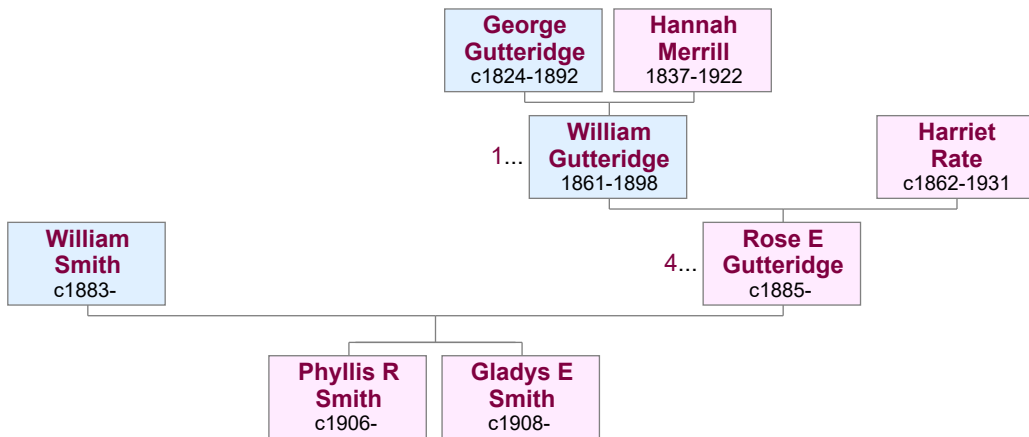 George
Gutteridge
c1824-1892
Hannah
Merrill
1837-1922
1...
William
Gutteridge
1861-1898
Harriet
Rate
c1862-1931
William
Smith
c1883-
4...
Rose E
Gutteridge
c1885-
Phyllis R
Smith
c1906-
Gladys E
Smith
c1908-